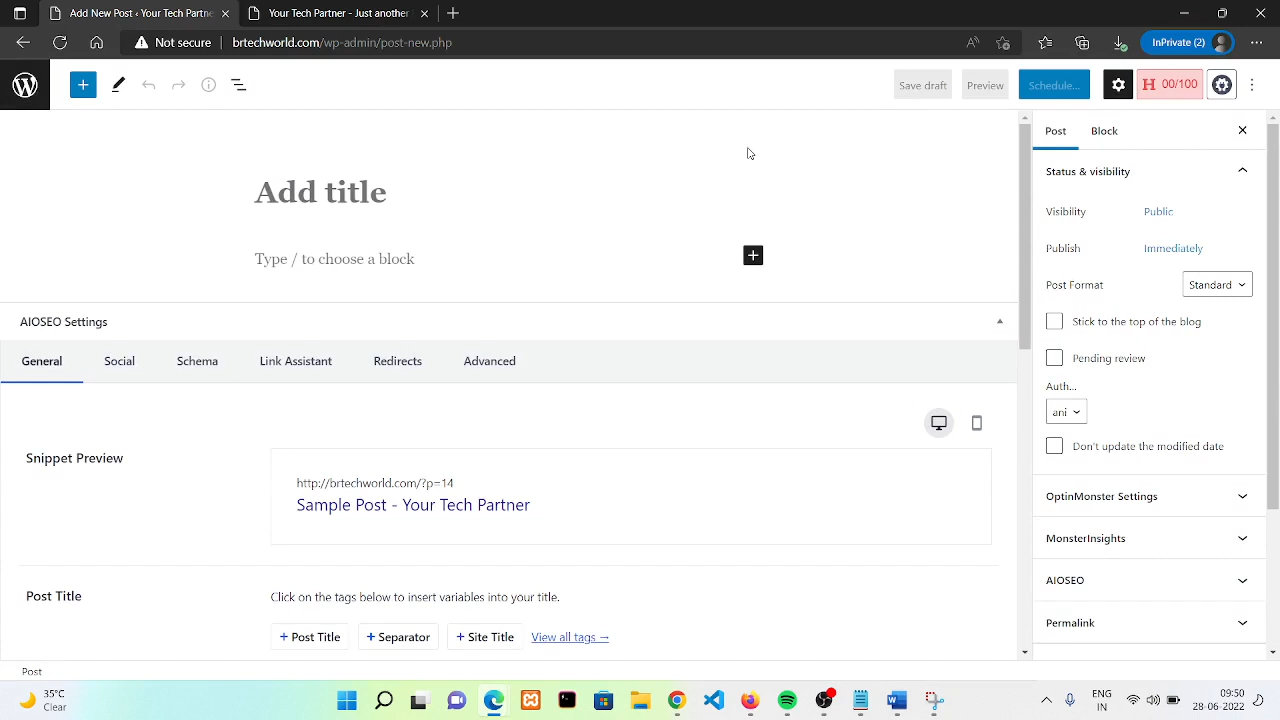 Add New Post ‹ Your Tech Partner
Your Tech Partner - Just another
Not secure
brtechworld.com/wp-admin/post-new.php
InPrivate (2)
Save draft
Preview
Schedule...
H 00/100
Add title
Type / to choose a block
AIOSEO Settings
General
Social
Schema
Link Assistant
Redirects
Advanced
Snippet Preview
http://brtechworld.com/?p=14
Sample Post - Your Tech Partner
Post Title
Click on the tags below to insert variables into your title.
+ Post Title
+ Separator
+ Site Title
View all tags →
Post
Block
Status & visibility
Visibility
Public
Publish
Immediately
Post Format
Standard
Stick to the top of the blog
Pending review
Auth...
ani
Don't update the modified date
OptinMonster Settings
MonsterInsights
AIOSEO
Permalink
Post
35°C
Clear
ENG
IN
09:50
29-06-2022